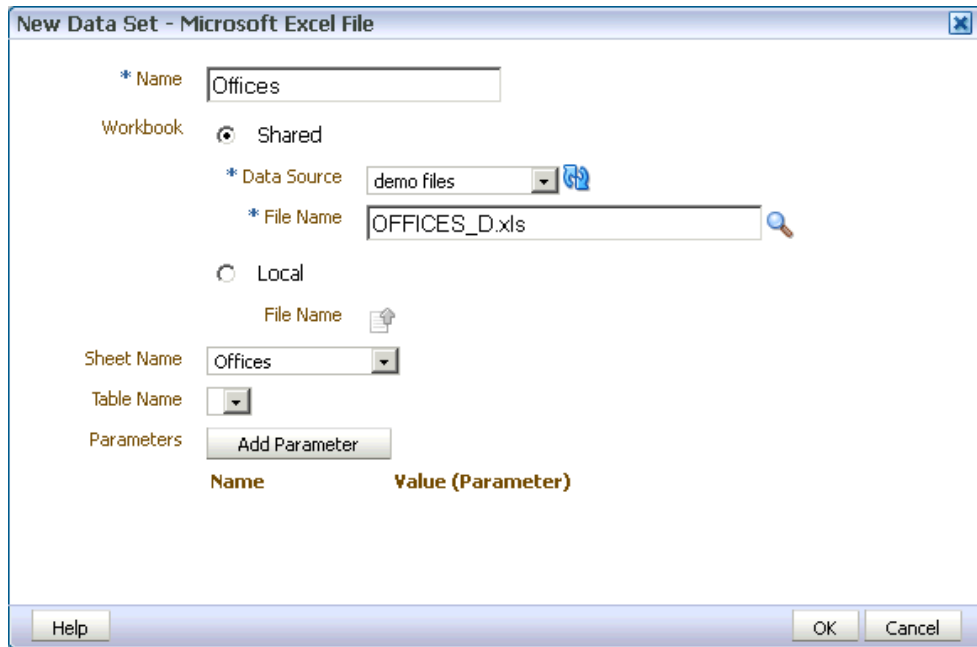 New Data Set - Microsoft Excel File
* Name Offices
Workbook Shared
* Data Source demo files
* File Name OFFICES_D.xls
Local
File Name
Sheet Name Offices
Table Name
Parameters Add Parameter
Name Value (Parameter)
Help OK Cancel